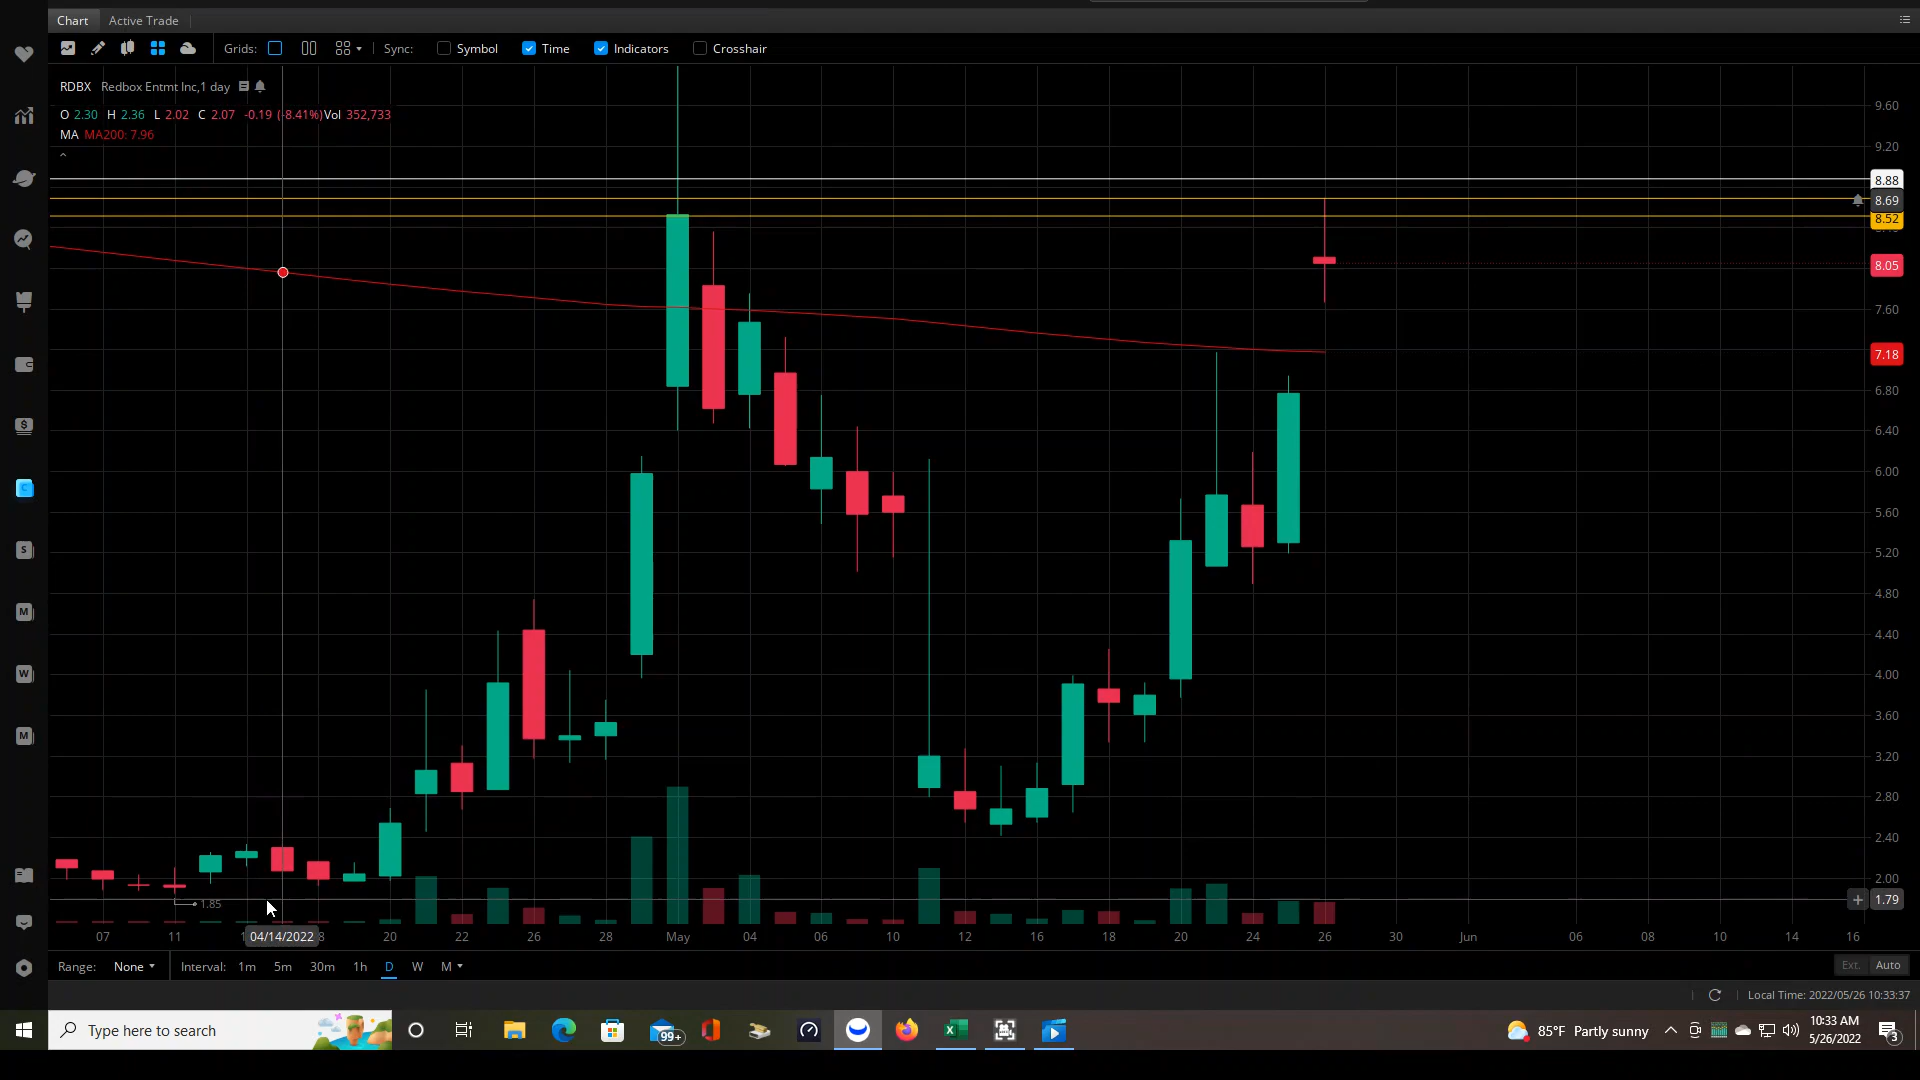 Chart Active Trade
Grids: Sync: Symbol Time Indicators Crosshair
RDBX Redbox Entmt Inc,1 day
O 2.30 H 2.36 L 2.02 C 2.07 -0.19 (-8.41%)Vol 352,733
MA MA200: 7.96
9.60
9.20
8.88
8.69
8.52
8.05
7.60
7.18
6.80
6.40
6.00
5.60
5.20
4.80
4.40
4.00
3.60
3.20
2.80
2.40
2.00
1.85
1.79
07 11 04/14/2022 20 22 26 28 May 04 06 10 12 16 18 20 24 26 30 Jun 06 08 10 14 16
Range: None Interval: 1m 5m 30m 1h D W M Ext. Auto
Local Time: 2022/05/26 10:33:37
Type here to search 99+ 85°F Partly sunny 10:33 AM
5/26/2022 3
$
C
S
M
W
M